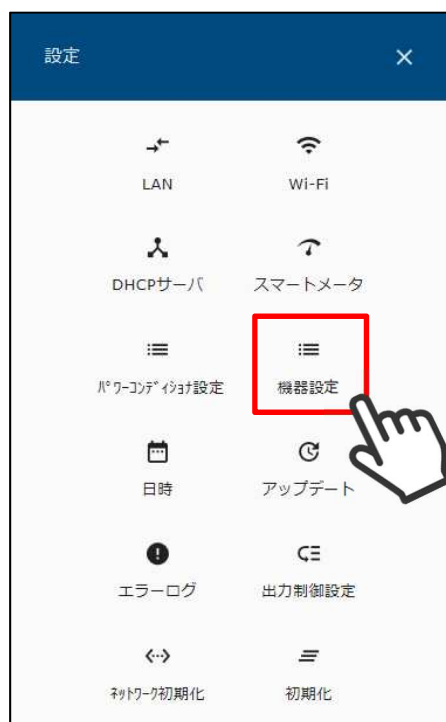 設定
LAN
Wi-Fi
DHCPサーバ
スマートメータ
ﾊﾟﾜｰｺﾝﾃﾞｨｼｮﾅ設定
機器設定
日時
アップデート
エラーログ
出力制御設定
ﾈｯﾄﾜｰｸ初期化
初期化